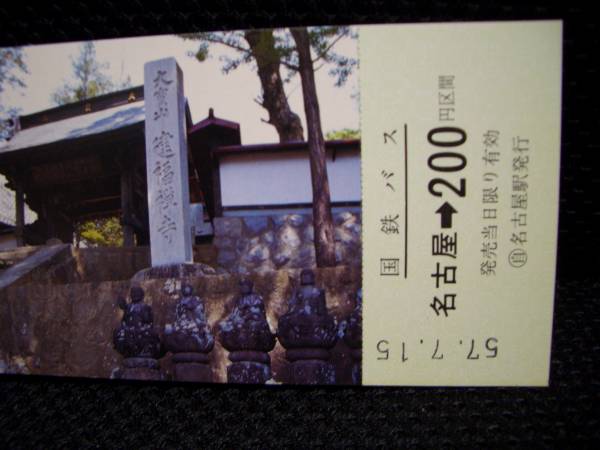 国鉄バス
名古屋➡200円区間
発売当日限り有効
㊀名古屋駅発行
57.7.15